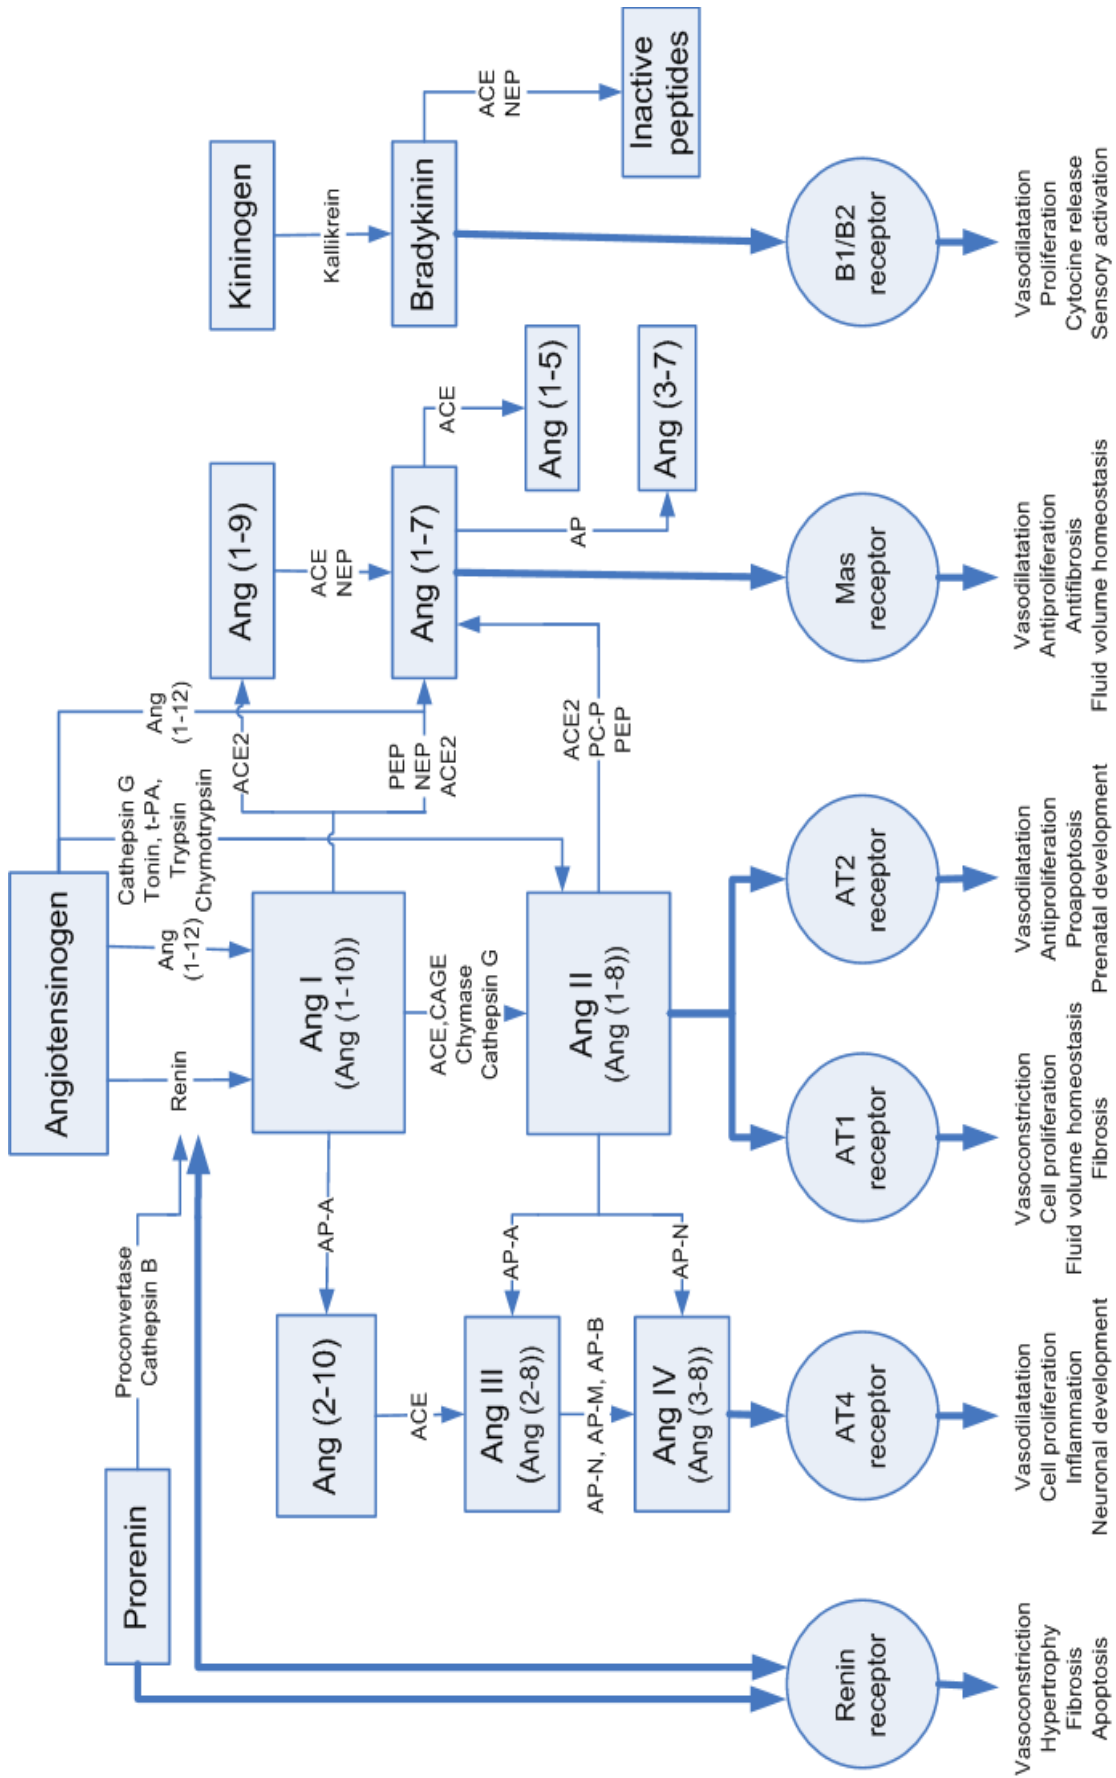 Angiotensinogen
Prorenin
Proconvertase
Cathepsin B
Renin
Ang
(1-12)
Cathepsin G
Tonin, t-PA,
Trypsin
Chymotrypsin
Ang
(1-12)
Kininogen
Kallikrein
Bradykinin
ACE
NEP
Inactive
peptides
Ang (1-9)
ACE2
ACE
NEP
Ang (1-7)
PEP
NEP
ACE2
ACE
Ang (1-5)
AP
Ang (3-7)
Ang I
(Ang (1-10))
AP-A
Ang (2-10)
ACE
ACE,CAGE
Chymase
Cathepsin G
Ang II
(Ang (1-8))
ACE2
PC-P
PEP
AP-A
AP-N
Ang III
(Ang (2-8))
AP-N, AP-M, AP-B
Ang IV
(Ang (3-8))
Renin
receptor
AT4
receptor
AT1
receptor
AT2
receptor
Mas
receptor
B1/B2
receptor
Vasoconstriction
Hypertrophy
Fibrosis
Apoptosis
Vasodilatation
Cell proliferation
Inflammation
Neuronal development
Vasoconstriction
Cell proliferation
Fluid volume homeostasis
Fibrosis
Vasodilatation
Antiproliferation
Proapoptosis
Prenatal development
Vasodilatation
Antiproliferation
Antifibrosis
Fluid volume homeostasis
Vasodilatation
Proliferation
Cytocine release
Sensory activation